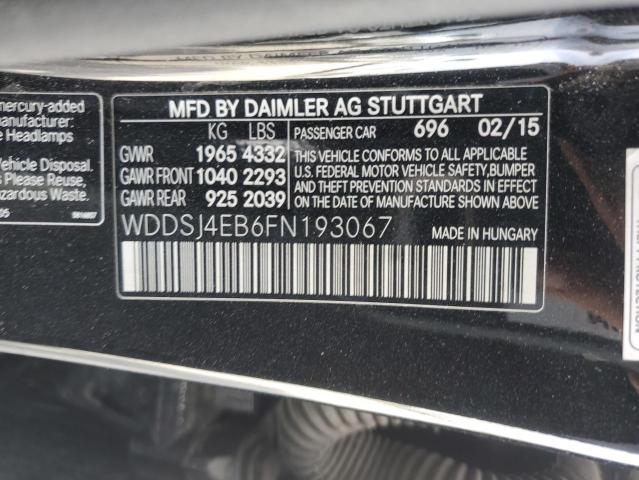 mercury-added
manufacturer:
Headlamps
Vehicle Disposal.
Please Reuse,
Hazardous Waste.
MFD BY DAIMLER AG STUTTGART
KG LBS PASSENGER CAR 696 02/15
GVWR 1965 4332 THIS VEHICLE CONFORMS TO ALL APPLICABLE
GAWR FRONT 1040 2293 U.S. FEDERAL MOTOR VEHICLE SAFETY, BUMPER
GAWR REAR 925 2039 AND THEFT PREVENTION STANDARDS IN EFFECT ON
THE DATE OF MANUFACTURE SHOWN ABOVE.
WDDSJ4EB6FN193067 MADE IN HUNGARY